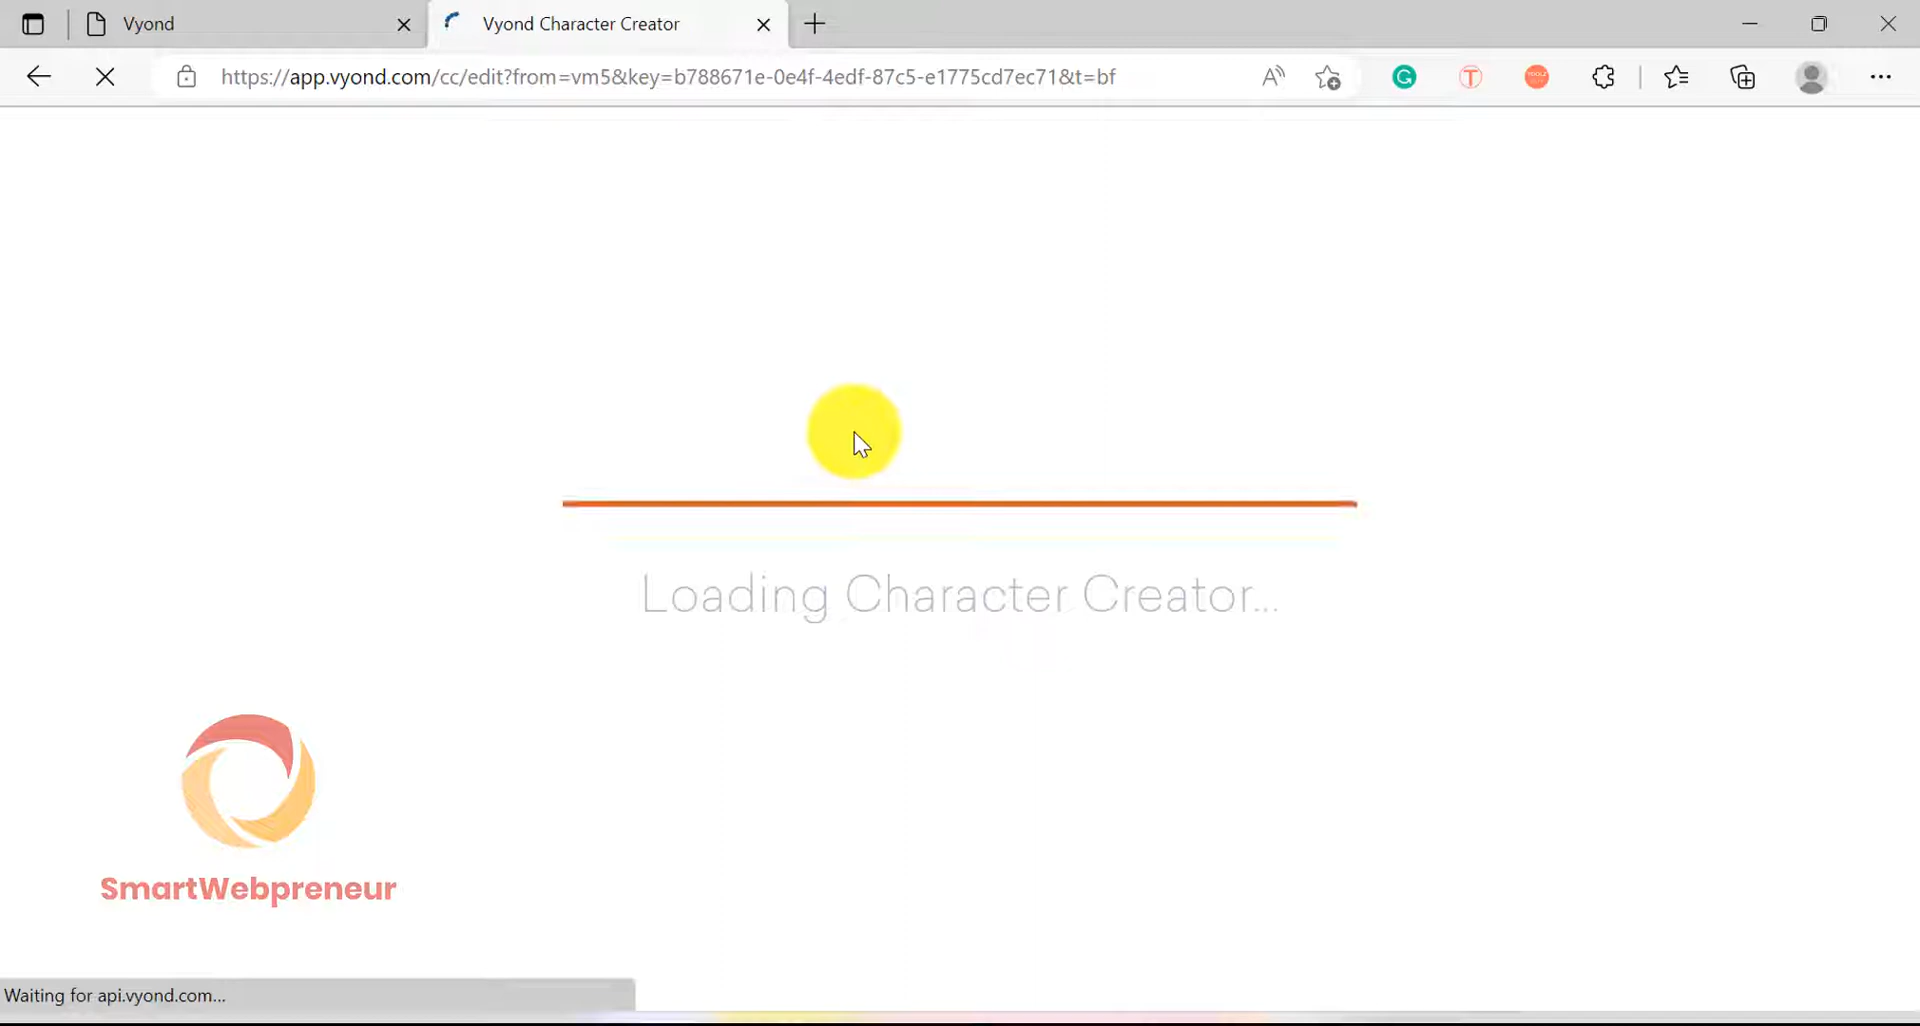 Vyond
Vyond Character Creator
https://app.vyond.com/cc/edit?from=vm5&key=b788671e-0e4f-4edf-87c5-e1775cd7ec71&t=bf
Loading Character Creator...
SmartWebpreneur
Waiting for api.vyond.com...